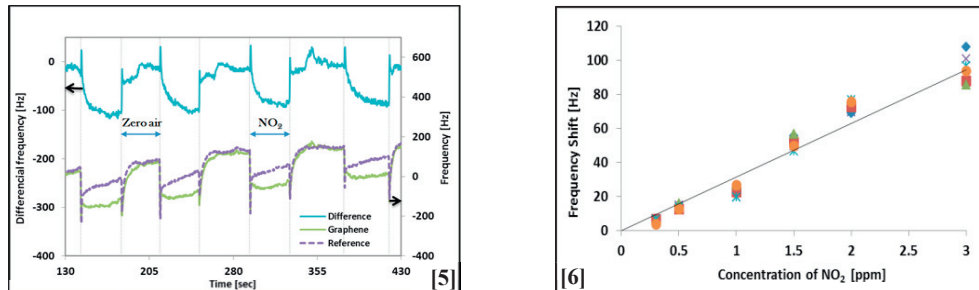 0
-100
-200
-300
-400
Differencial frequency [Hz]
600
400
200
0
-200
-400
Frequency [Hz]
Zero air
NO2
Difference
Graphene
Reference
130 205 280 355 430
Time [sec]
[5]
120
100
80
60
40
20
0
Frequency Shift [Hz]
0 0.5 1 1.5 2 2.5 3
Concentration of NO2 [ppm]
[6]